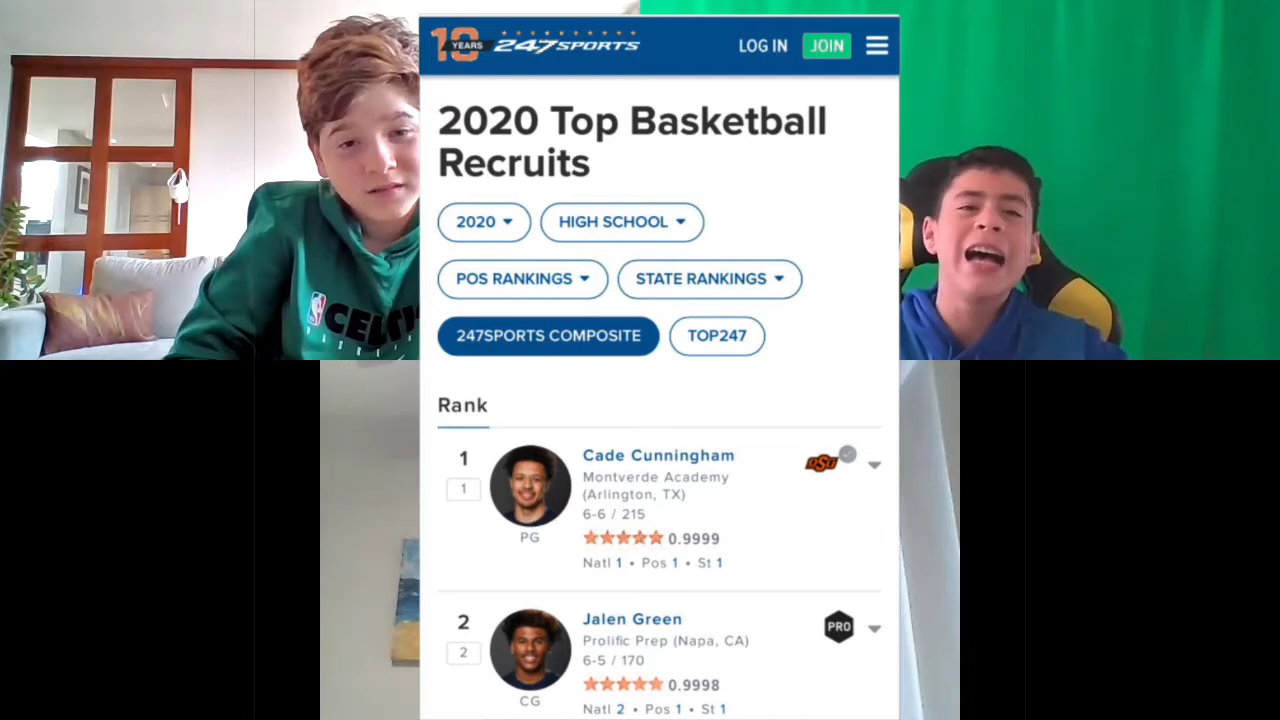 10 YEARS 247SPORTS
LOG IN
JOIN
2020 Top Basketball
Recruits
2020
HIGH SCHOOL
POS RANKINGS
STATE RANKINGS
247SPORTS COMPOSITE
TOP247
Rank
1
1
PG
Cade Cunningham
Montverde Academy
(Arlington, TX)
6-6 / 215
0.9999
Natl 1 • Pos 1 • St 1
OSU
2
2
CG
Jalen Green
Prolific Prep (Napa, CA)
6-5 / 170
0.9998
Natl 2 • Pos 1 • St 1
PRO
NBA
CELTI